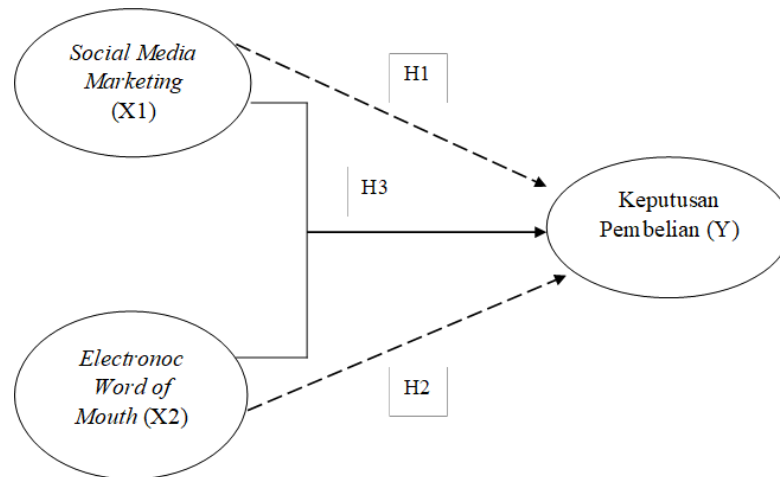 Social Media
Marketing
(X1)
H1
H3
Keputusan
Pembelian (Y)
Electronoc
Word of
Mouth (X2)
H2